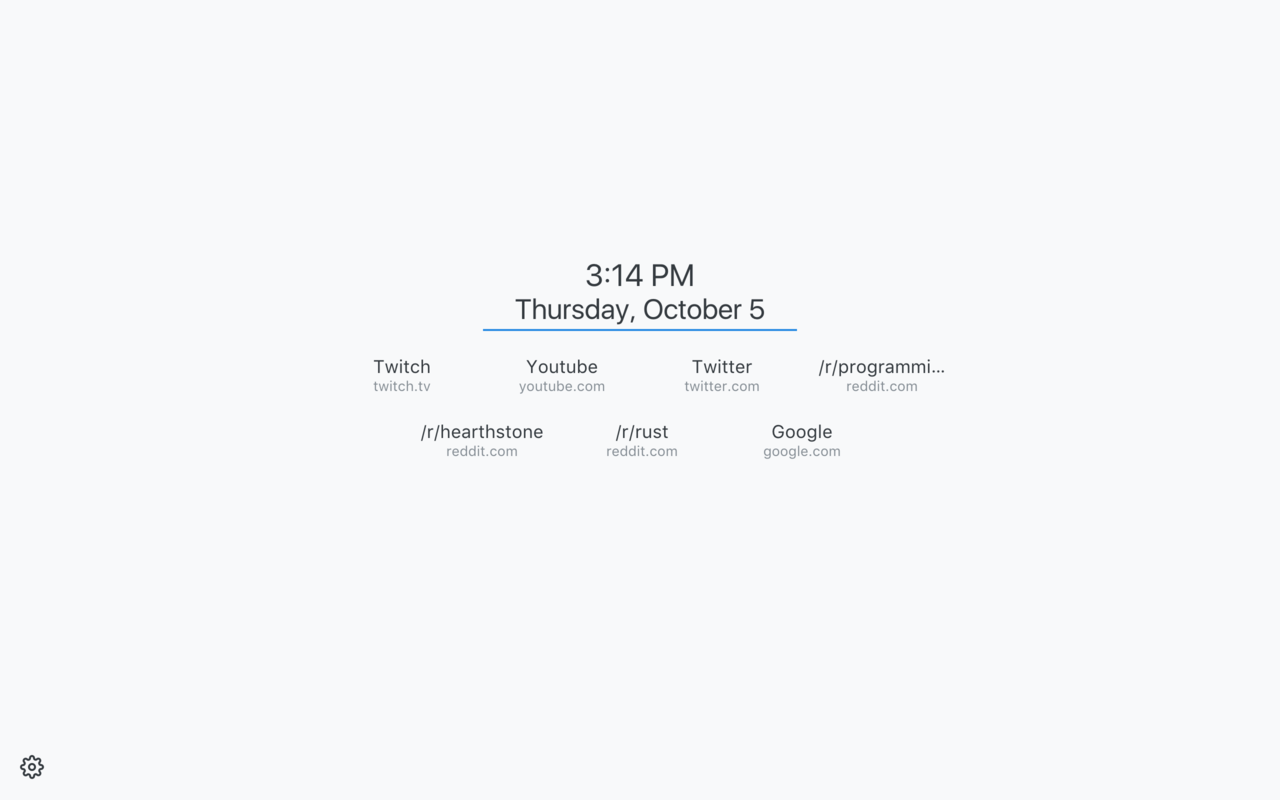 3:14 PM
Thursday, October 5
Twitch
twitch.tv
Youtube
youtube.com
Twitter
twitter.com
/r/programmi...
reddit.com
/r/hearthstone
reddit.com
/r/rust
reddit.com
Google
google.com